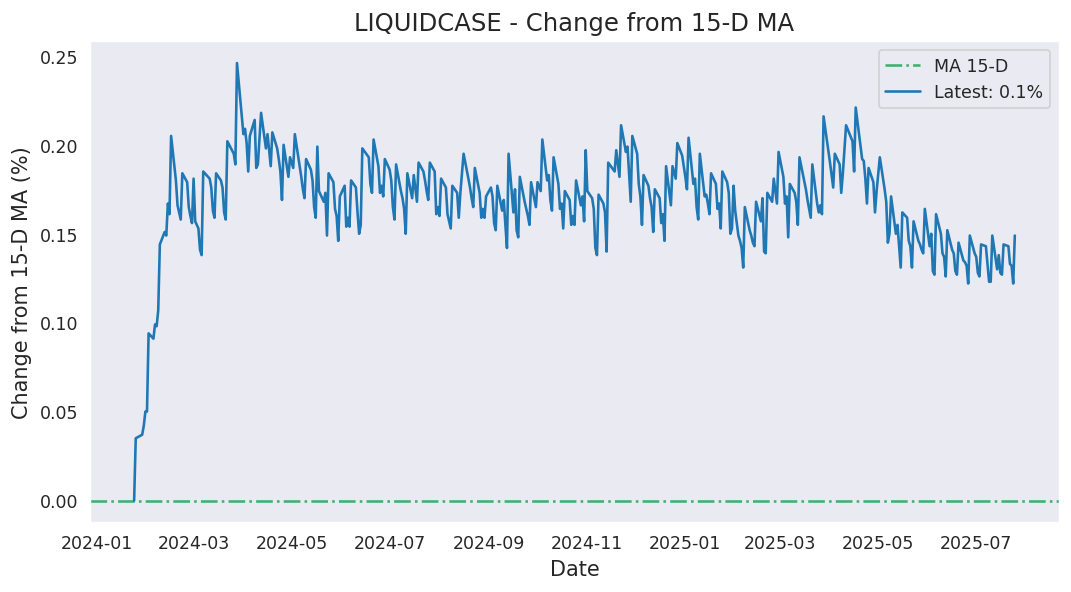 LIQUIDCASE - Change from 15-D MA
MA 15-D
Latest: 0.1%
Change from 15-D MA (%)
0.25
0.20
0.15
0.10
0.05
0.00
2024-01 2024-03 2024-05 2024-07 2024-09 2024-11 2025-01 2025-03 2025-05 2025-07
Date